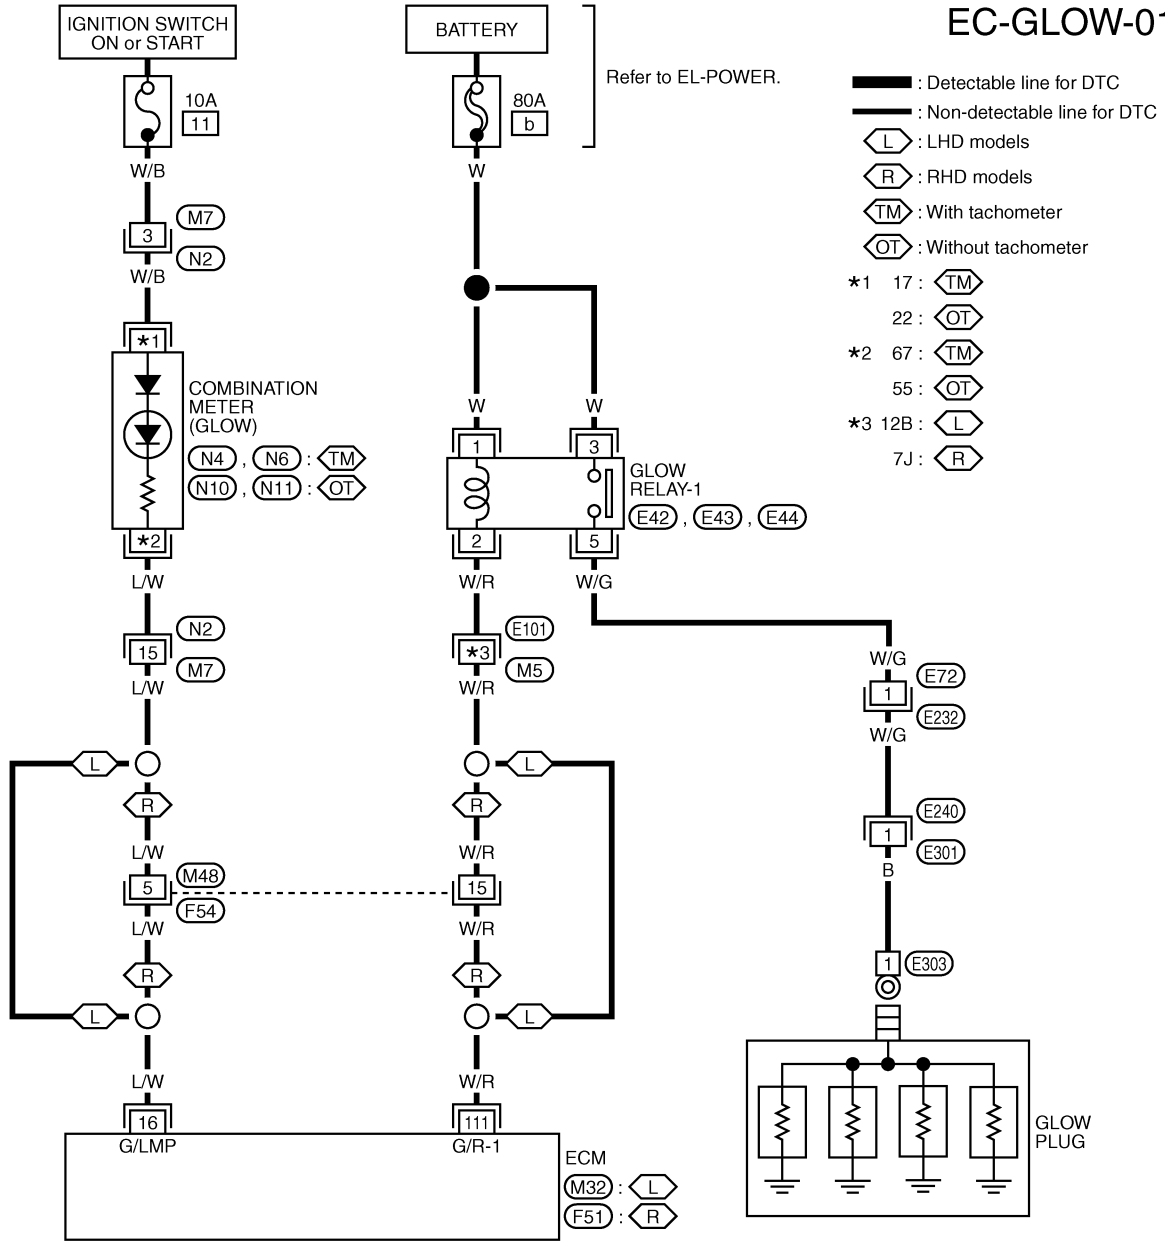 EC-GLOW-01
IGNITION SWITCH
ON or START
BATTERY
Refer to EL-POWER.
10A
11
80A
b
: Detectable line for DTC
: Non-detectable line for DTC
L : LHD models
R : RHD models
TM : With tachometer
OT : Without tachometer
*1 17 : TM
22 : OT
*2 67 : TM
55 : OT
*3 12B : L
7J : R
W/B
W
M7
3
N2
W/B
*1
COMBINATION
METER
(GLOW)
N4 , N6 : TM
N10 , N11 : OT
*2
L/W
N2
15
M7
L/W
W
W
1
3
GLOW
RELAY-1
E42 , E43 , E44
2
5
W/R
W/G
E101
*3
M5
W/R
W/G
E72
1
E232
W/G
E240
1
E301
B
1
E303
L
L
R
R
L/W
W/R
M48
5
15
F54
L/W
W/R
R
R
L
L
L/W
W/R
16
111
G/LMP
G/R-1
ECM
M32 : L
F51 : R
GLOW
PLUG